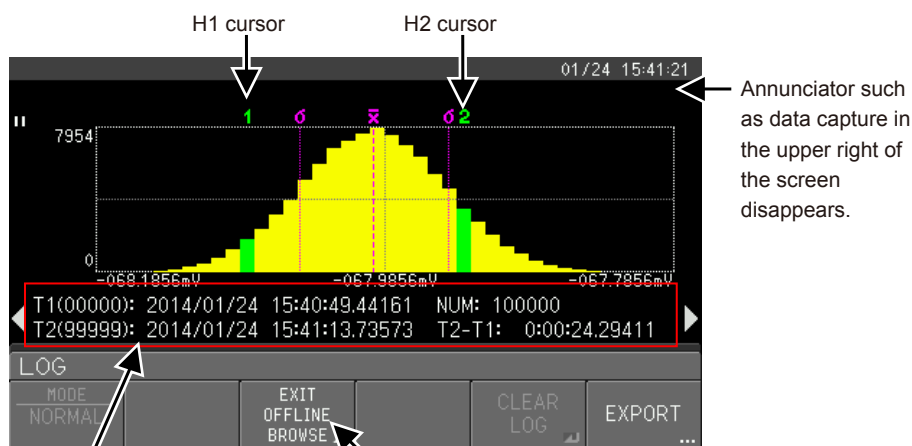 H1 cursor
H2 cursor
01/24 15:41:21
Annunciator such
as data capture in
the upper right of
the screen
disappears.
1 σ x̄ σ 2
7954
0
-068.1856mV -067.9856mV -067.7856mV
T1(00000): 2014/01/24 15:40:49.44161 NUM: 100000
T2(99999): 2014/01/24 15:41:13.73573 T2-T1: 0:00:24.29411
LOG
MODE
NORMAL
EXIT
OFFLINE
BROWSE
CLEAR
LOG
EXPORT
...